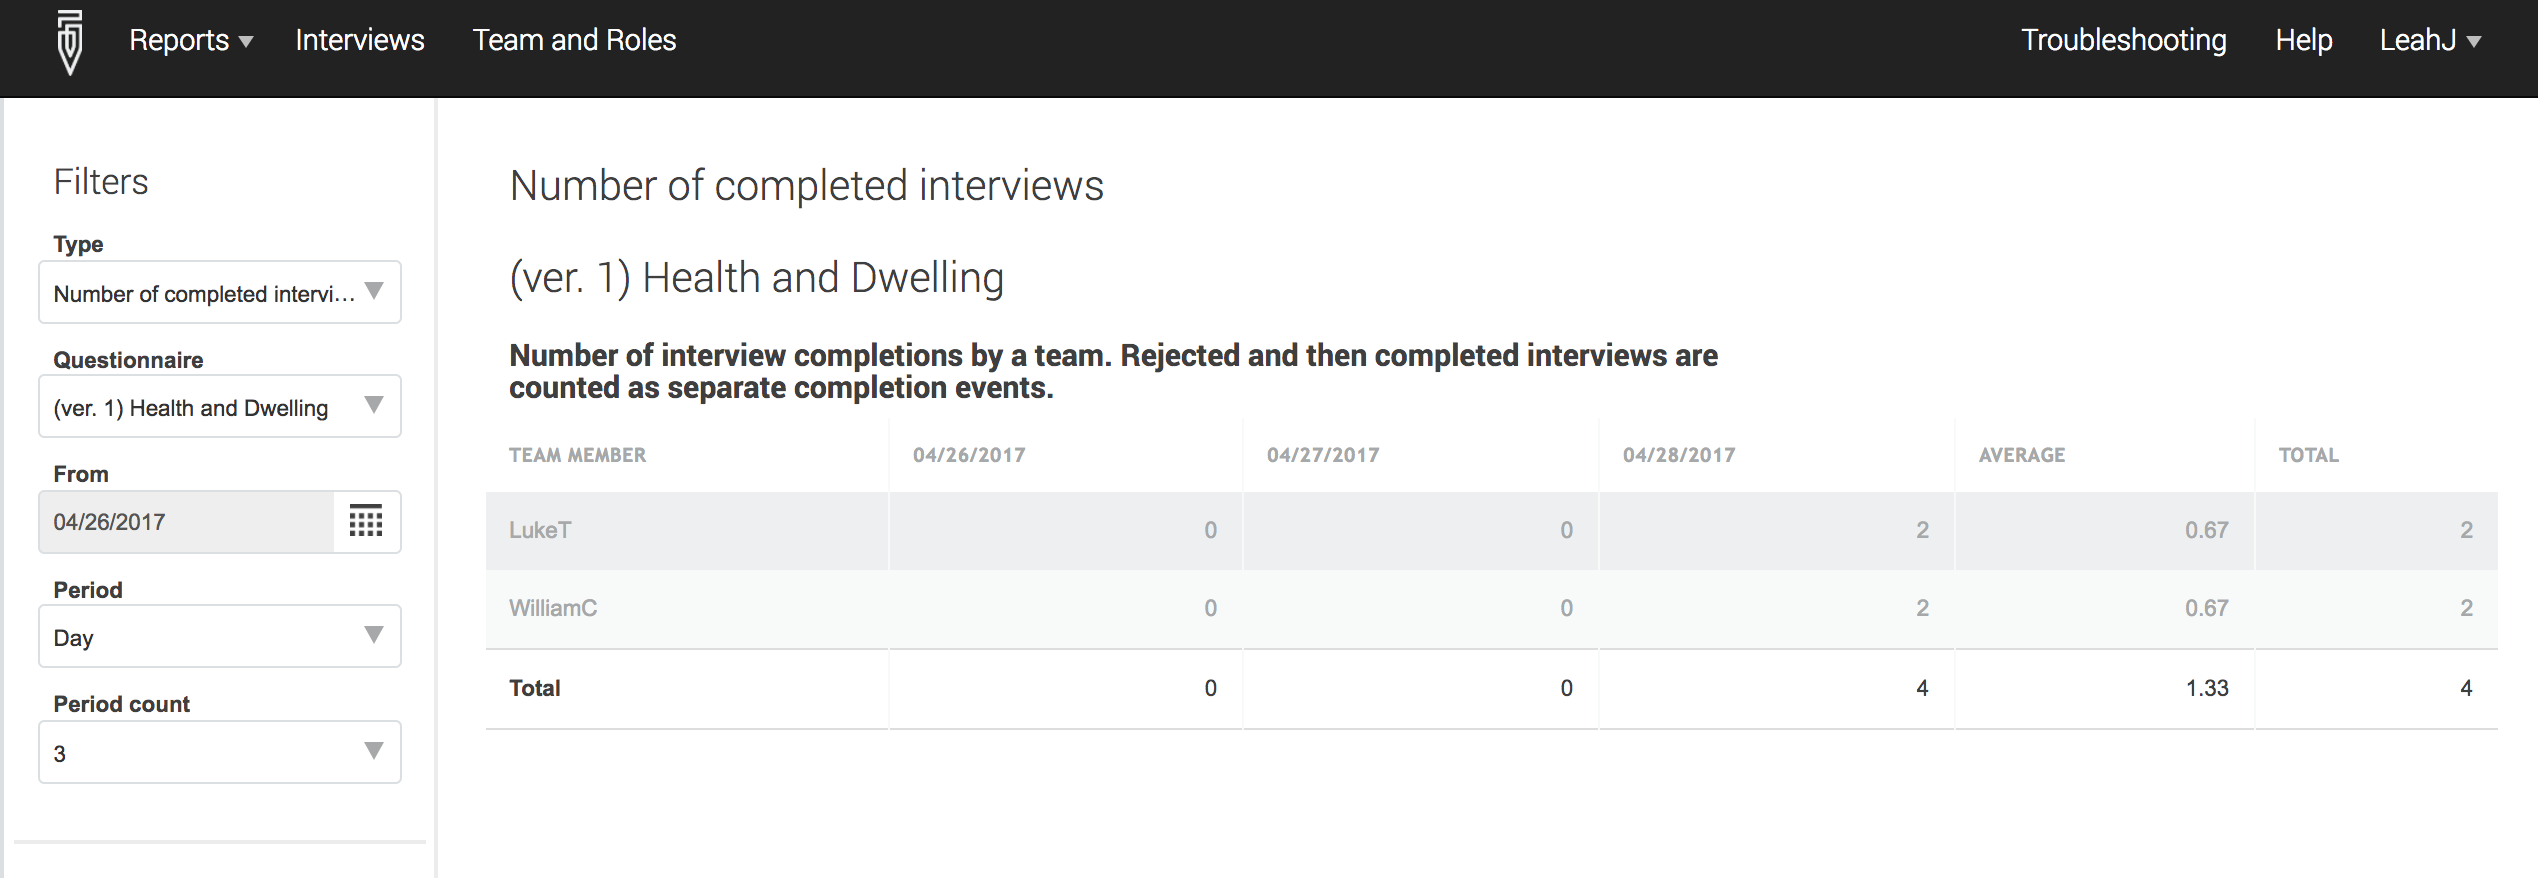 Reports Interviews Team and Roles Troubleshooting Help LeahJ
Filters
Type
Number of completed intervi...
Questionnaire
(ver. 1) Health and Dwelling
From
04/26/2017
Period
Day
Period count
3
Number of completed interviews
(ver. 1) Health and Dwelling
Number of interview completions by a team. Rejected and then completed interviews are
counted as separate completion events.
TEAM MEMBER 04/26/2017 04/27/2017 04/28/2017 AVERAGE TOTAL
LukeT 0 0 2 0.67 2
WilliamC 0 0 2 0.67 2
Total 0 0 4 1.33 4